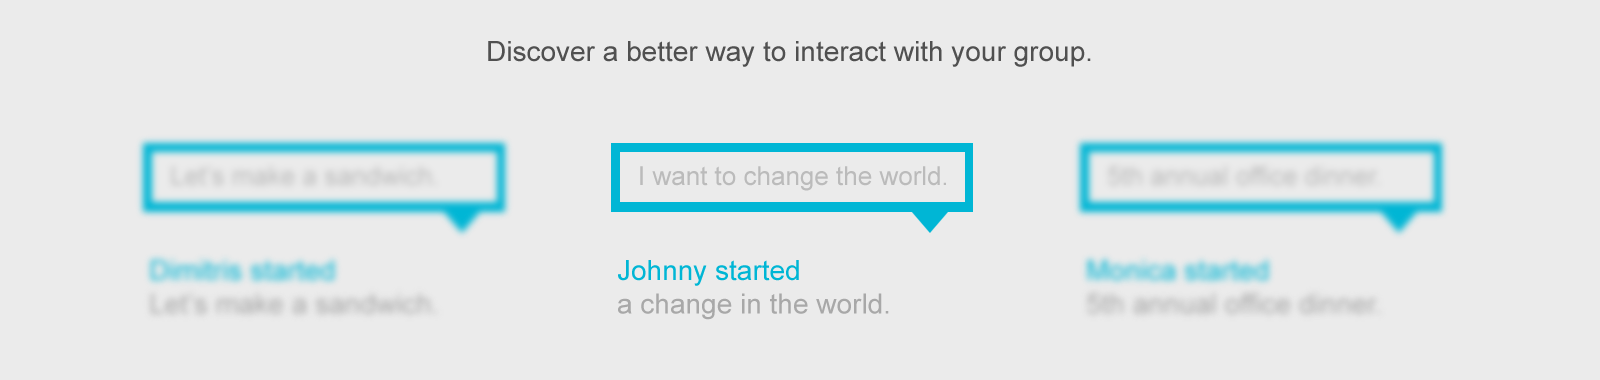 Discover a better way to interact with your group.
Let's make a sandwich.
I want to change the world.
5th annual office dinner.
Dimitris started
Let's make a sandwich.
Johnny started
a change in the world.
Monica started
5th annual office dinner.